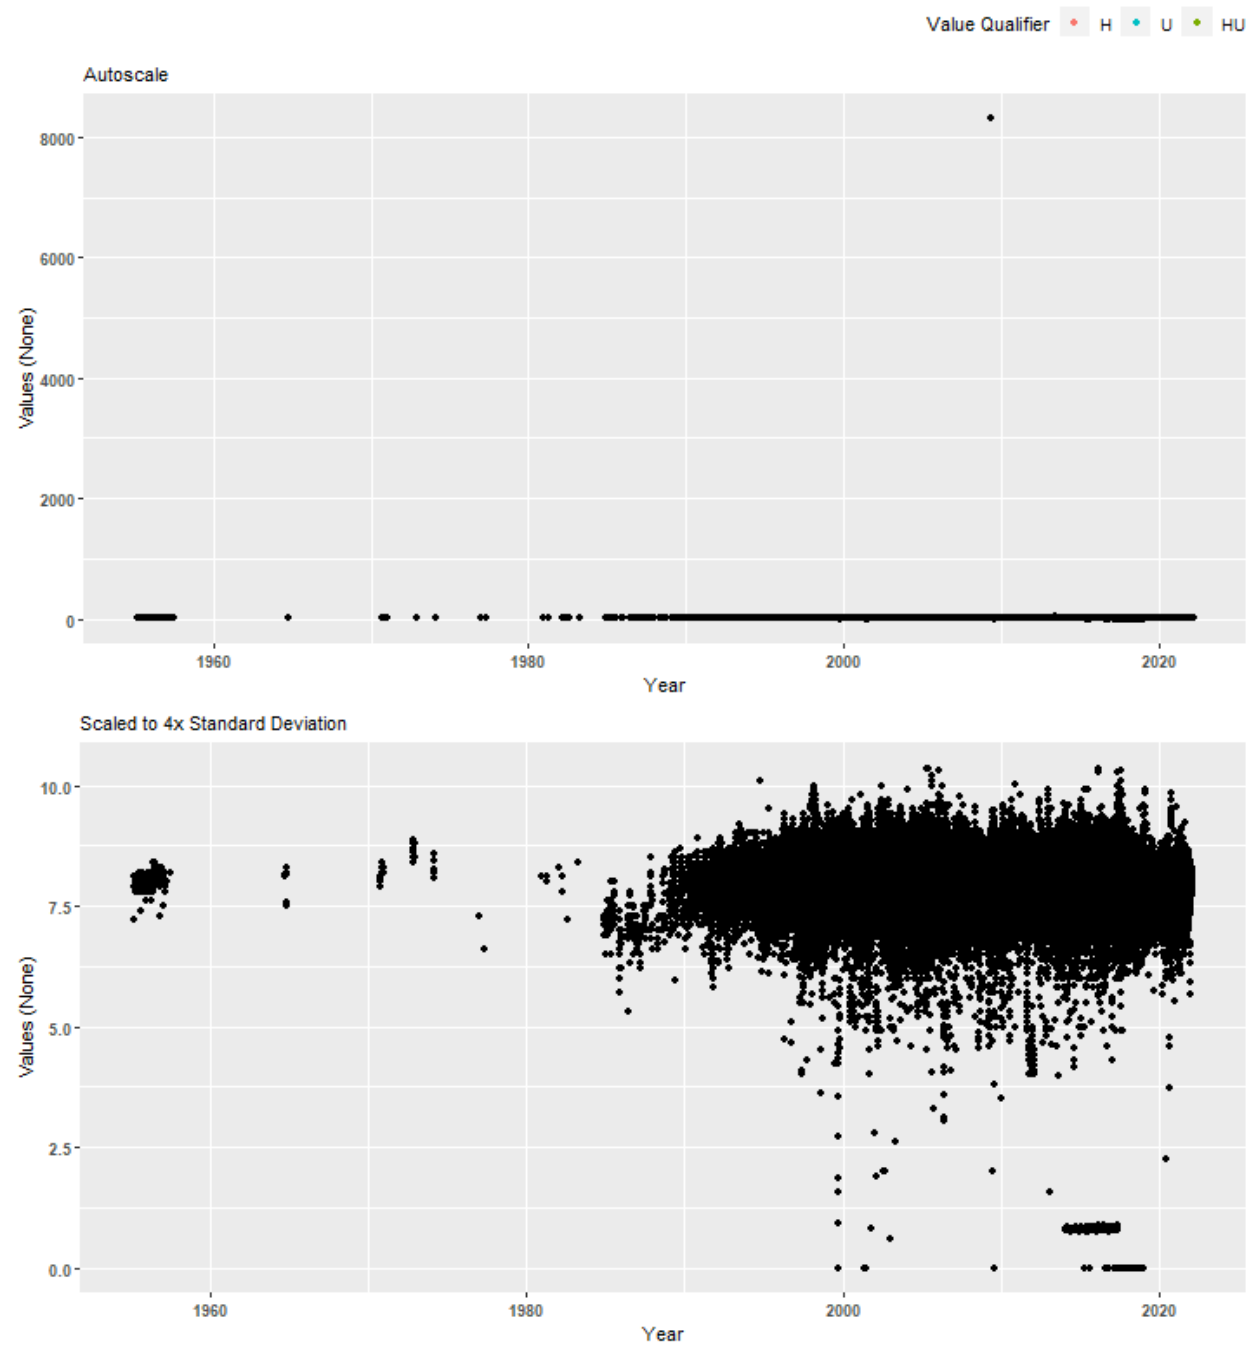 Value Qualifier H U HU
Autoscale
8000
6000
4000
2000
0
Values (None)
1960 1980 2000 2020
Year
Scaled to 4x Standard Deviation
10.0
7.5
5.0
2.5
0.0
Values (None)
1960 1980 2000 2020
Year